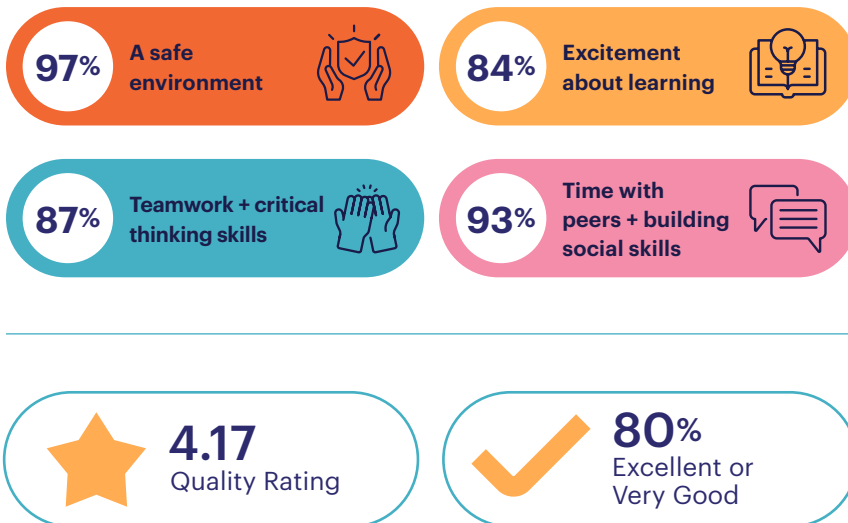 97%
A safe
environment
84%
Excitement
about learning
87%
Teamwork + critical
thinking skills
93%
Time with
peers + building
social skills
4.17
Quality Rating
80%
Excellent or
Very Good